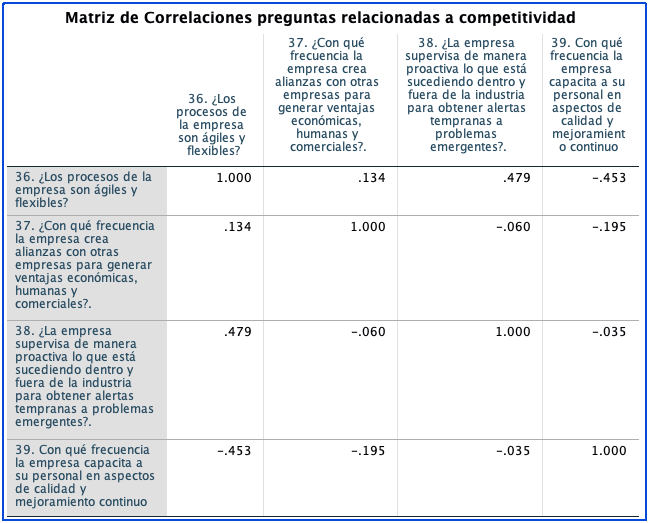 Matriz de Correlaciones preguntas relacionadas a competitividad
36. ¿Los
procesos de
la empresa
son ágiles y
flexibles?
37. ¿Con qué
frecuencia la
empresa crea
alianzas con otras
empresas para
generar ventajas
económicas,
humanas y
comerciales?.
38. ¿La empresa
supervisa de manera
proactiva lo que está
sucediendo dentro y
fuera de la industria
para obtener alertas
tempranas a
problemas
emergentes?.
39. Con qué
frecuencia la
empresa
capacita a su
personal en
aspectos de
calidad y
mejoramient
o continuo
36. ¿Los procesos de la
empresa son ágiles y
flexibles?
1.000 .134 .479 -.453
37. ¿Con qué frecuencia
la empresa crea
alianzas con otras
empresas para generar
ventajas económicas,
humanas y
comerciales?.
.134 1.000 -.060 -.195
38. ¿La empresa
supervisa de manera
proactiva lo que está
sucediendo dentro y
fuera de la industria
para obtener alertas
tempranas a problemas
emergentes?.
.479 -.060 1.000 -.035
39. Con qué frecuencia
la empresa capacita a
su personal en aspectos
de calidad y
mejoramiento continuo
-.453 -.195 -.035 1.000